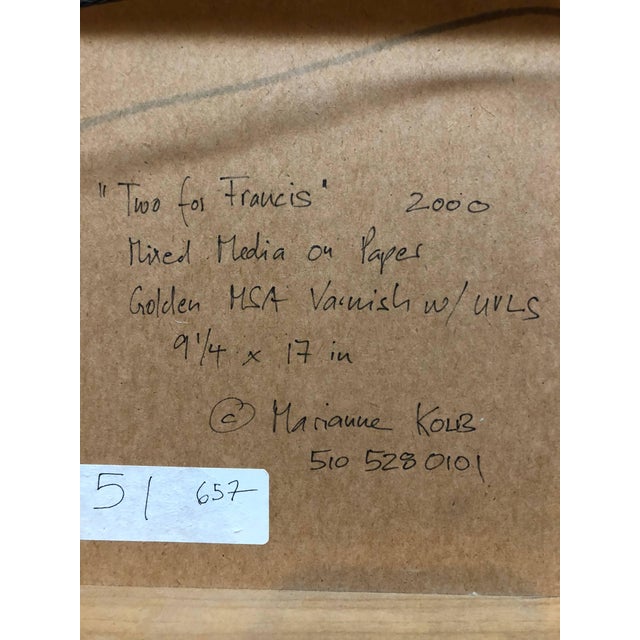 "Two for Francis" 2000
Mixed Media on Paper
Golden MSA Varnish w/ UVLS
9 1/4 x 17 in
© Marianne KOLB
510 528 0101
51 657